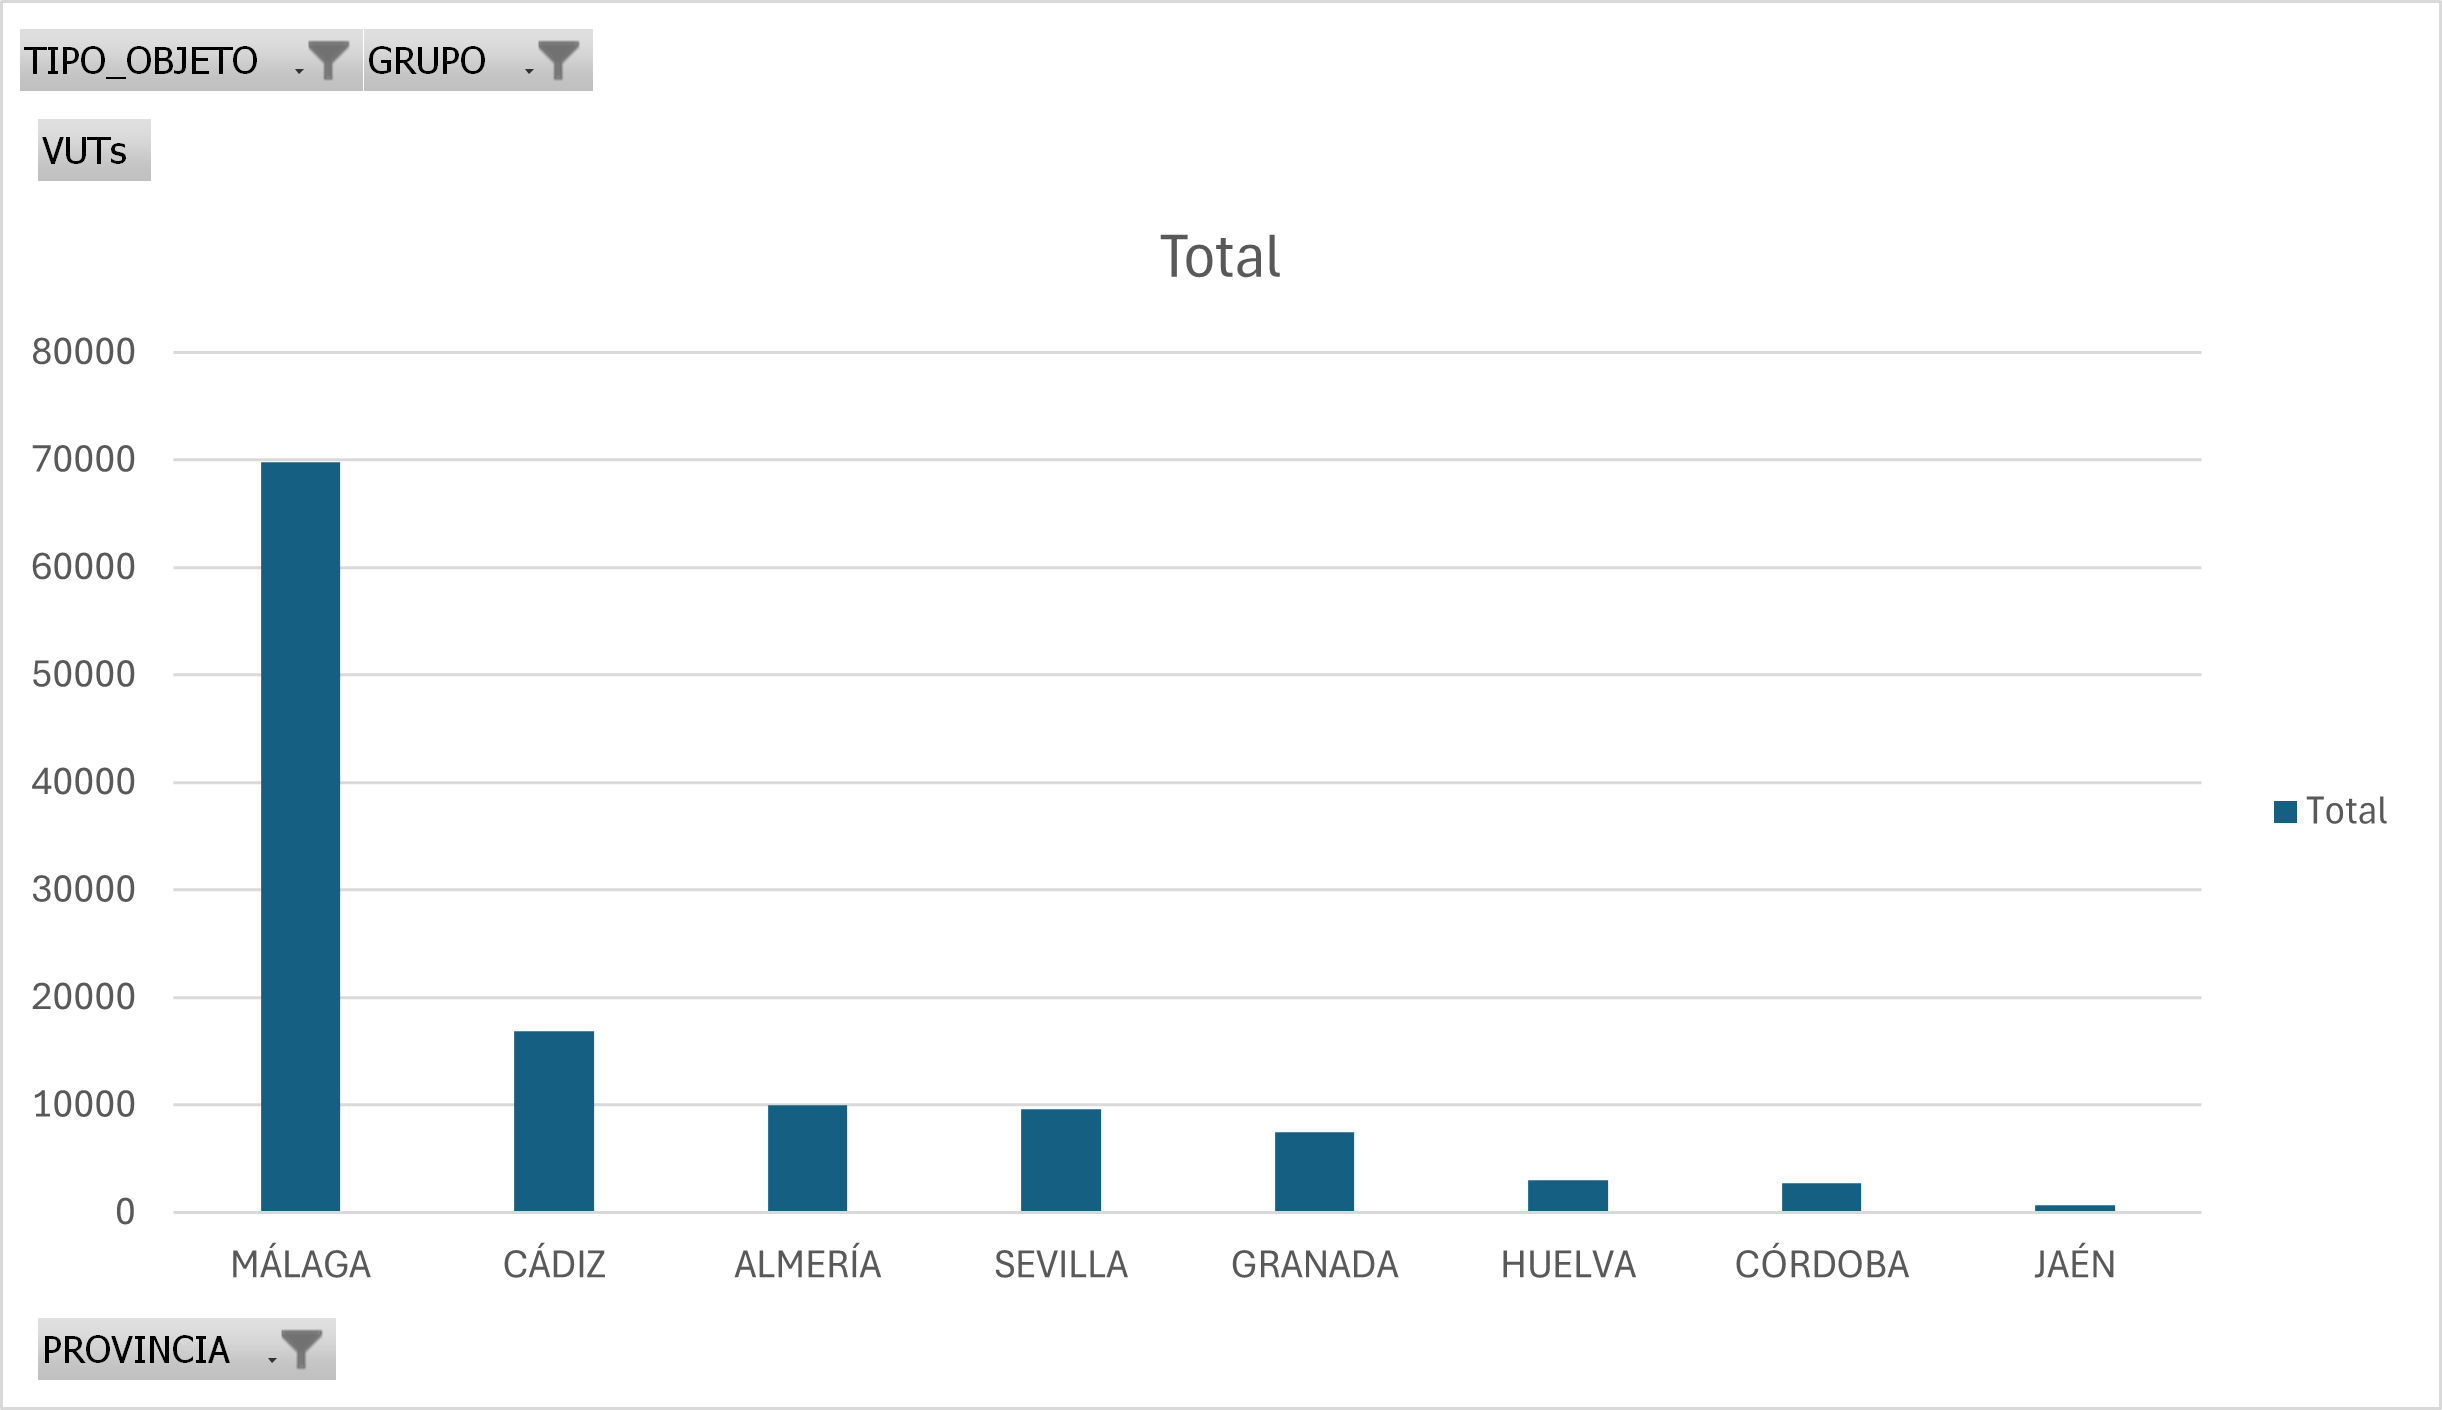 TIPO_OBJETO GRUPO
VUTs
Total
80000
70000
60000
50000
40000
30000
20000
10000
0
Total
MÁLAGA CÁDIZ ALMERÍA SEVILLA GRANADA HUELVA CÓRDOBA JAÉN
PROVINCIA